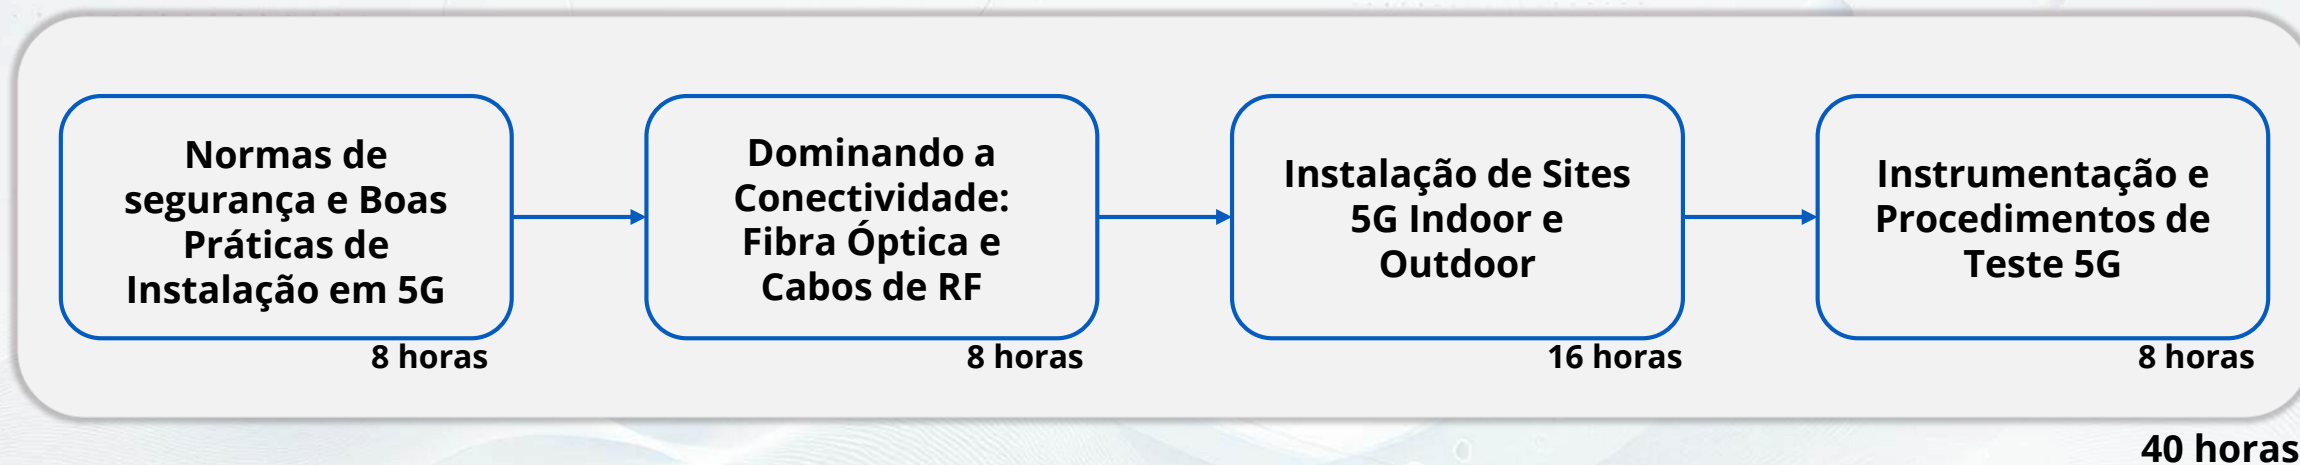 Normas de
segurança e Boas
Práticas de
Instalação em 5G
8 horas
Dominando a
Conectividade:
Fibra Óptica e
Cabos de RF
8 horas
Instalação de Sites
5G Indoor e
Outdoor
16 horas
Instrumentação e
Procedimentos de
Teste 5G
8 horas
40 horas